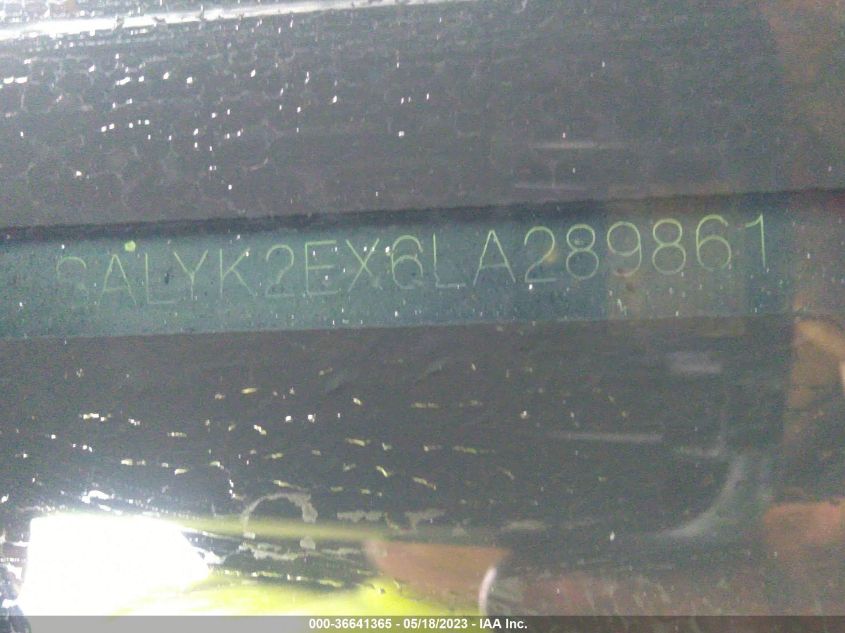 SALYK2EX6LA289861
000-36641365 - 05/18/2023 - IAA Inc.